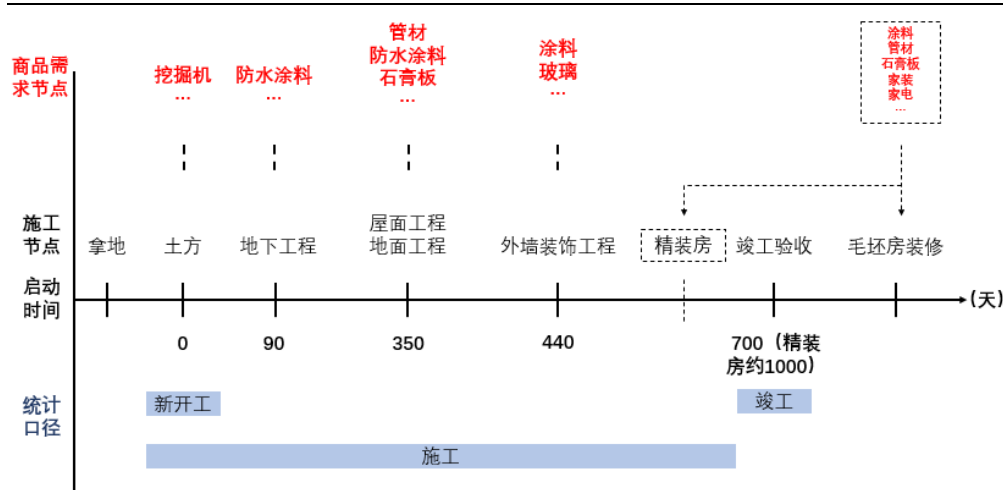 商品需
求节点
挖掘机
…
防水涂料
…
管材
防水涂料
石膏板
…
涂料
玻璃
…
涂料
管材
石膏板
家装
家电
…
施工
节点
拿地
土方
地下工程
屋面工程
地面工程
外墙装饰工程
精装房
竣工验收
毛坯房装修
启动
时间
(天)
0
90
350
440
700（精装
房约1000）
统计
口径
新开工
竣工
施工